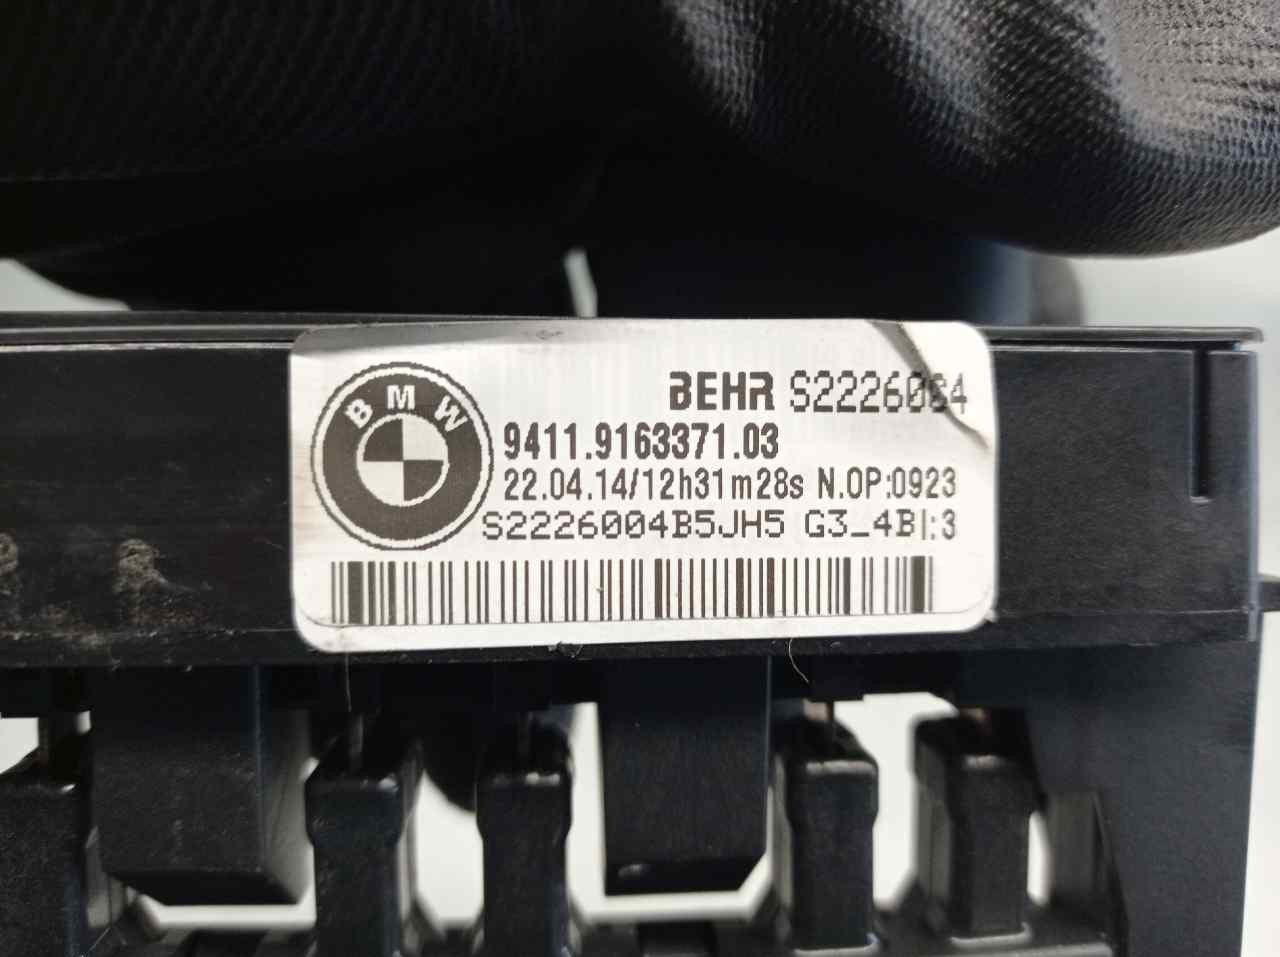 BMW
BEHR S2226004
9411.9163371.03
22.04.14/12h31m28s N.OP:0923
S2226004B5JH5 G3_4B|:3